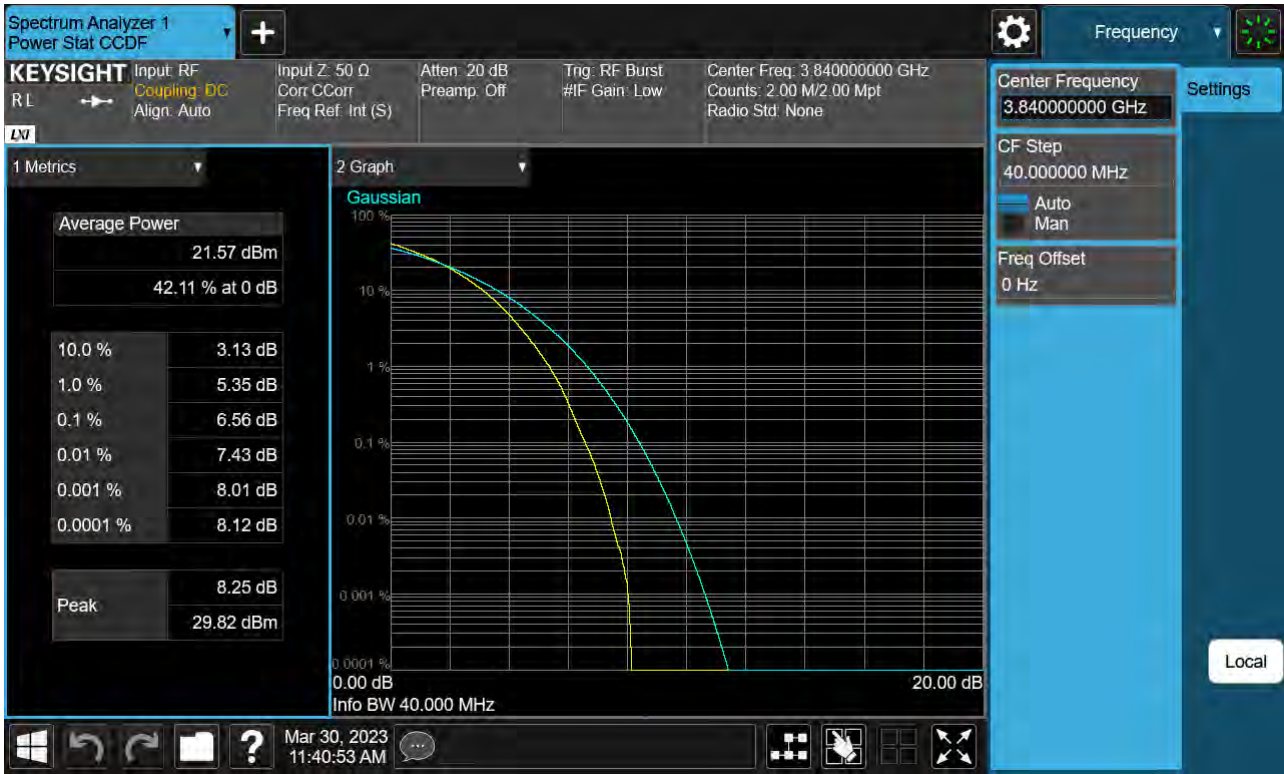 Spectrum Analyzer 1
Power Stat CCDF
+
Frequency
KEYSIGHT
R L
LXI
Input: RF
Coupling: DC
Align: Auto
Input Z: 50 Ω
Corr CCorr
Freq Ref: Int (S)
Atten: 20 dB
Preamp: Off
Trig: RF Burst
#IF Gain: Low
Center Freq: 3.840000000 GHz
Counts: 2.00 M/2.00 Mpt
Radio Std: None
Center Frequency
3.840000000 GHz
Settings
CF Step
40.000000 MHz
Auto
Man
Freq Offset
0 Hz
1 Metrics
Average Power
21.57 dBm
42.11 % at 0 dB
10.0 % 3.13 dB
1.0 % 5.35 dB
0.1 % 6.56 dB
0.01 % 7.43 dB
0.001 % 8.01 dB
0.0001 % 8.12 dB
Peak
8.25 dB
29.82 dBm
2 Graph
Gaussian
100 %
10 %
1 %
0.1 %
0.01 %
0.001 %
0.0001 %
0.00 dB 20.00 dB
Info BW 40.000 MHz
Local
?
Mar 30, 2023
11:40:53 AM